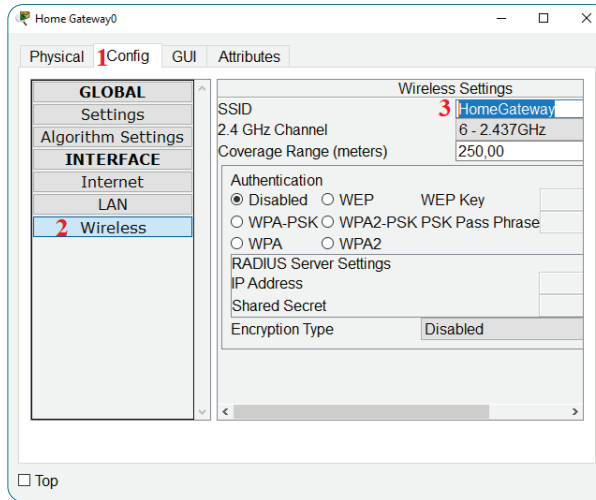 Home Gateway0
Physical 1 Config GUI Attributes
GLOBAL
Settings
Algorithm Settings
INTERFACE
Internet
LAN
2 Wireless
Wireless Settings
SSID 3 HomeGateway
2.4 GHz Channel 6 - 2.437GHz
Coverage Range (meters) 250,00
Authentication
Disabled WEP WEP Key
WPA-PSK WPA2-PSK PSK Pass Phrase
WPA WPA2
RADIUS Server Settings
IP Address
Shared Secret
Encryption Type Disabled
Top